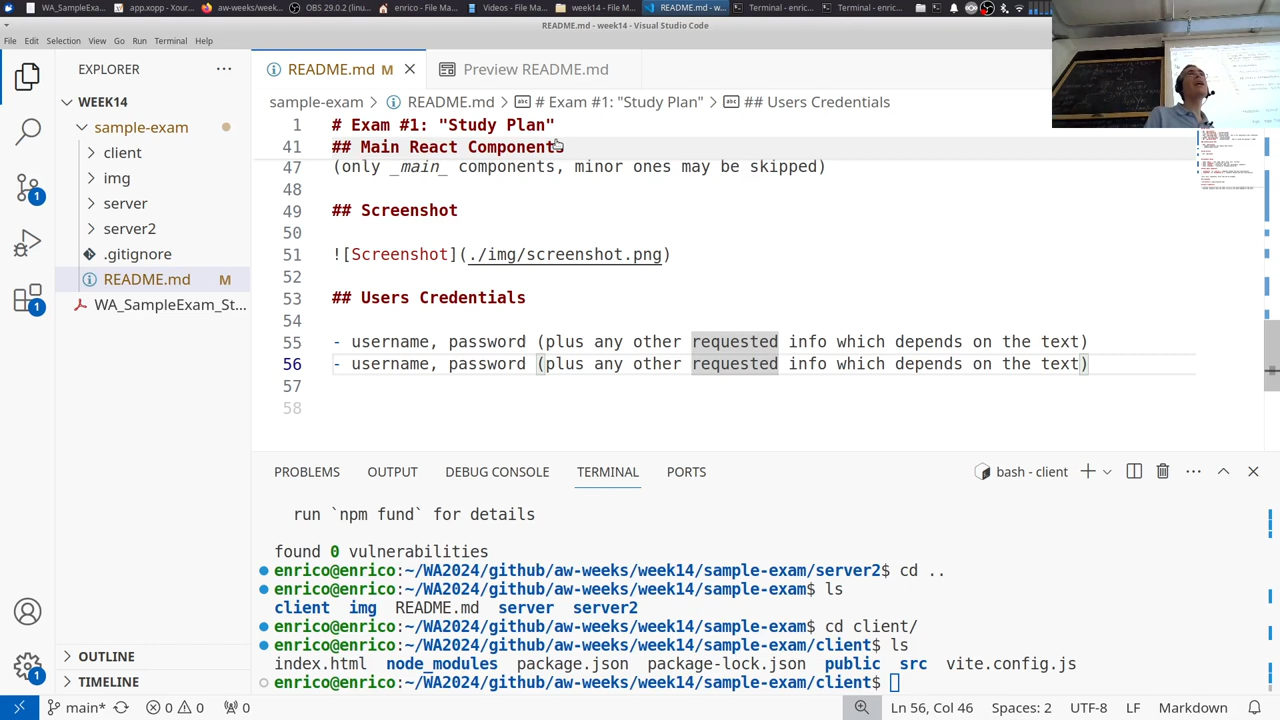 WA_SampleExa...
app.xopp - Xour...
aw-weeks/week...
OBS 29.0.2 (linu...
enrico - File Ma...
Videos - File Ma...
week14 - File M...
README.md - w...
Terminal - enric...
Terminal - enric...
README.md - week14 - Visual Studio Code
File Edit Selection View Go Run Terminal Help
EXPLORER ...
README.md M
Preview README.md
WEEK14
sample-exam
client
img
server
server2
.gitignore
README.md M
WA_SampleExam_St...
OUTLINE
TIMELINE
sample-exam > README.md > # Exam #1: "Study Plan" > ## Users Credentials
1 # Exam #1: "Study Plan"
41 ## Main React Components
47 (only _main_ components, minor ones may be skipped)
48
49 ## Screenshot
50
51 ![Screenshot](./img/screenshot.png)
52
53 ## Users Credentials
54
55 - username, password (plus any other requested info which depends on the text)
56 - username, password (plus any other requested info which depends on the text)
57
58
PROBLEMS OUTPUT DEBUG CONSOLE TERMINAL PORTS
bash - client
run `npm fund` for details
found 0 vulnerabilities
enrico@enrico:~/WA2024/github/aw-weeks/week14/sample-exam/server2$ cd ..
enrico@enrico:~/WA2024/github/aw-weeks/week14/sample-exam$ ls
client img README.md server server2
enrico@enrico:~/WA2024/github/aw-weeks/week14/sample-exam$ cd client/
enrico@enrico:~/WA2024/github/aw-weeks/week14/sample-exam/client$ ls
index.html node_modules package.json package-lock.json public src vite.config.js
enrico@enrico:~/WA2024/github/aw-weeks/week14/sample-exam/client$
1
1
1
main* 0 0 0
Ln 56, Col 46 Spaces: 2 UTF-8 LF Markdown